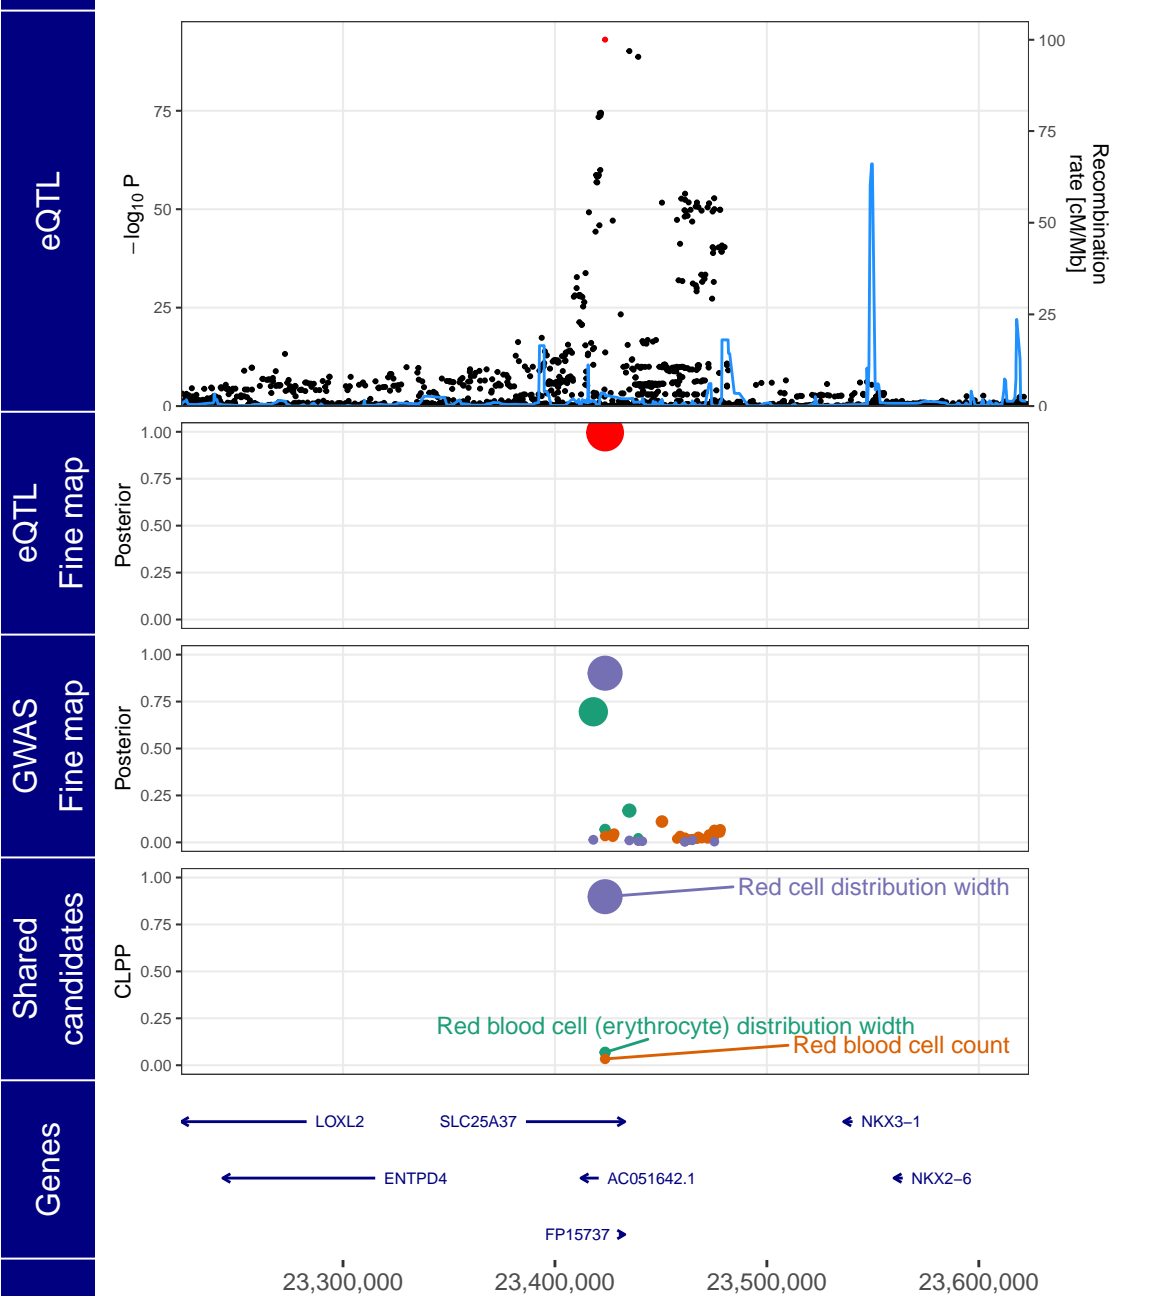 eQTL
−log10 P
75
50
25
0
100
75
50
25
0
Recombination
rate [cM/Mb]
eQTL
Fine map
Posterior
1.00
0.75
0.50
0.25
0.00
GWAS
Fine map
Posterior
1.00
0.75
0.50
0.25
0.00
Shared
candidates
CLPP
1.00
0.75
0.50
0.25
0.00
Red cell distribution width
Red blood cell (erythrocyte) distribution width
Red blood cell count
Genes
LOXL2
SLC25A37
NKX3−1
ENTPD4
AC051642.1
NKX2−6
FP15737
23,300,000
23,400,000
23,500,000
23,600,000